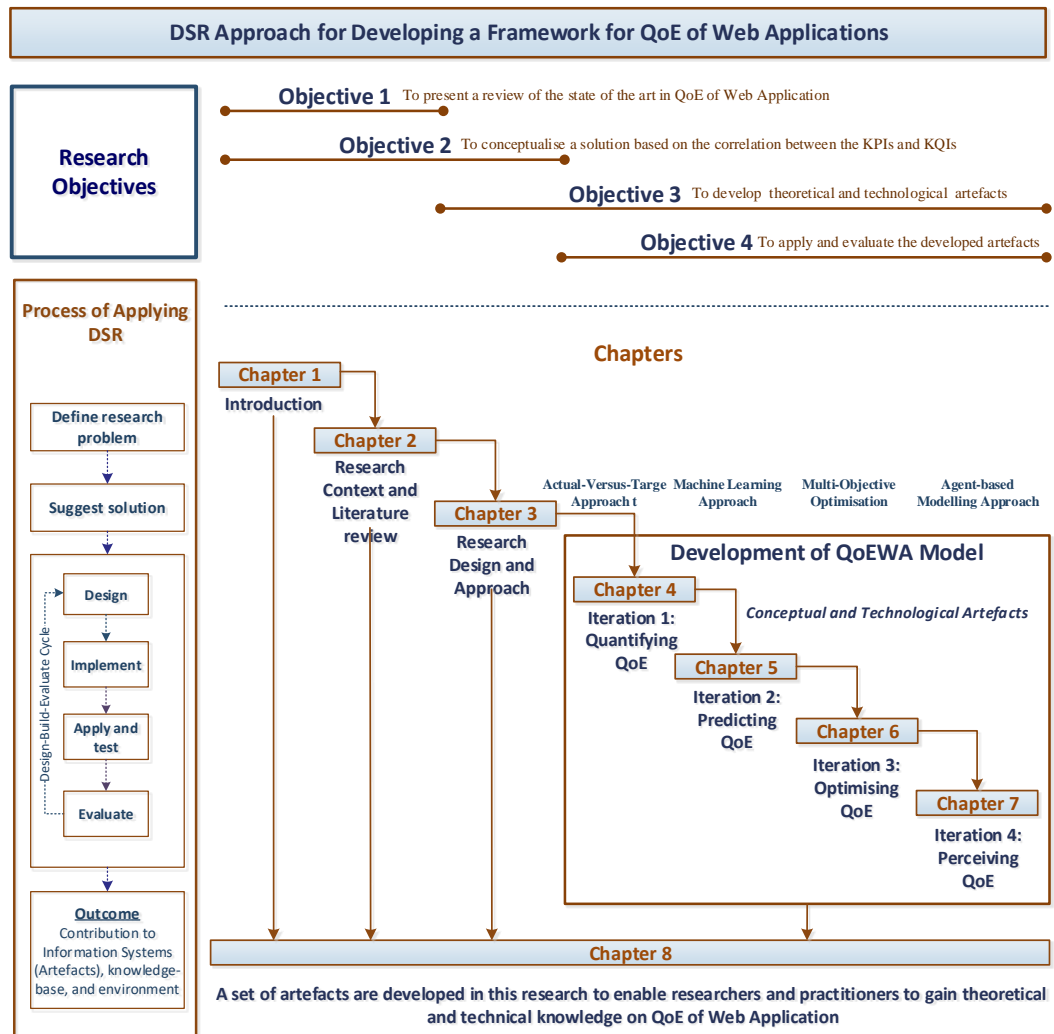 DSR Approach for Developing a Framework for QoE of Web Applications
Research
Objectives
Objective 1 To present a review of the state of the art in QoE of Web Application
Objective 2 To conceptualise a solution based on the correlation between the KPIs and KQIs
Objective 3 To develop theoretical and technological artefacts
Objective 4 To apply and evaluate the developed artefacts
Process of Applying
DSR
Define research
problem
Suggest solution
Design-Build-Evaluate Cycle
Design
Implement
Apply and
test
Evaluate
Outcome
Contribution to
Information Systems
(Artefacts), knowledge-
base, and environment
Chapters
Chapter 1
Introduction
Chapter 2
Research
Context and
Literature
review
Chapter 3
Research
Design and
Approach
Actual-Versus-Targe
Approach t
Machine Learning
Approach
Multi-Objective
Optimisation
Agent-based
Modelling Approach
Development of QoEWA Model
Conceptual and Technological Artefacts
Chapter 4
Iteration 1:
Quantifying
QoE
Chapter 5
Iteration 2:
Predicting
QoE
Chapter 6
Iteration 3:
Optimising
QoE
Chapter 7
Iteration 4:
Perceiving
QoE
Chapter 8
A set of artefacts are developed in this research to enable researchers and practitioners to gain theoretical
and technical knowledge on QoE of Web Application